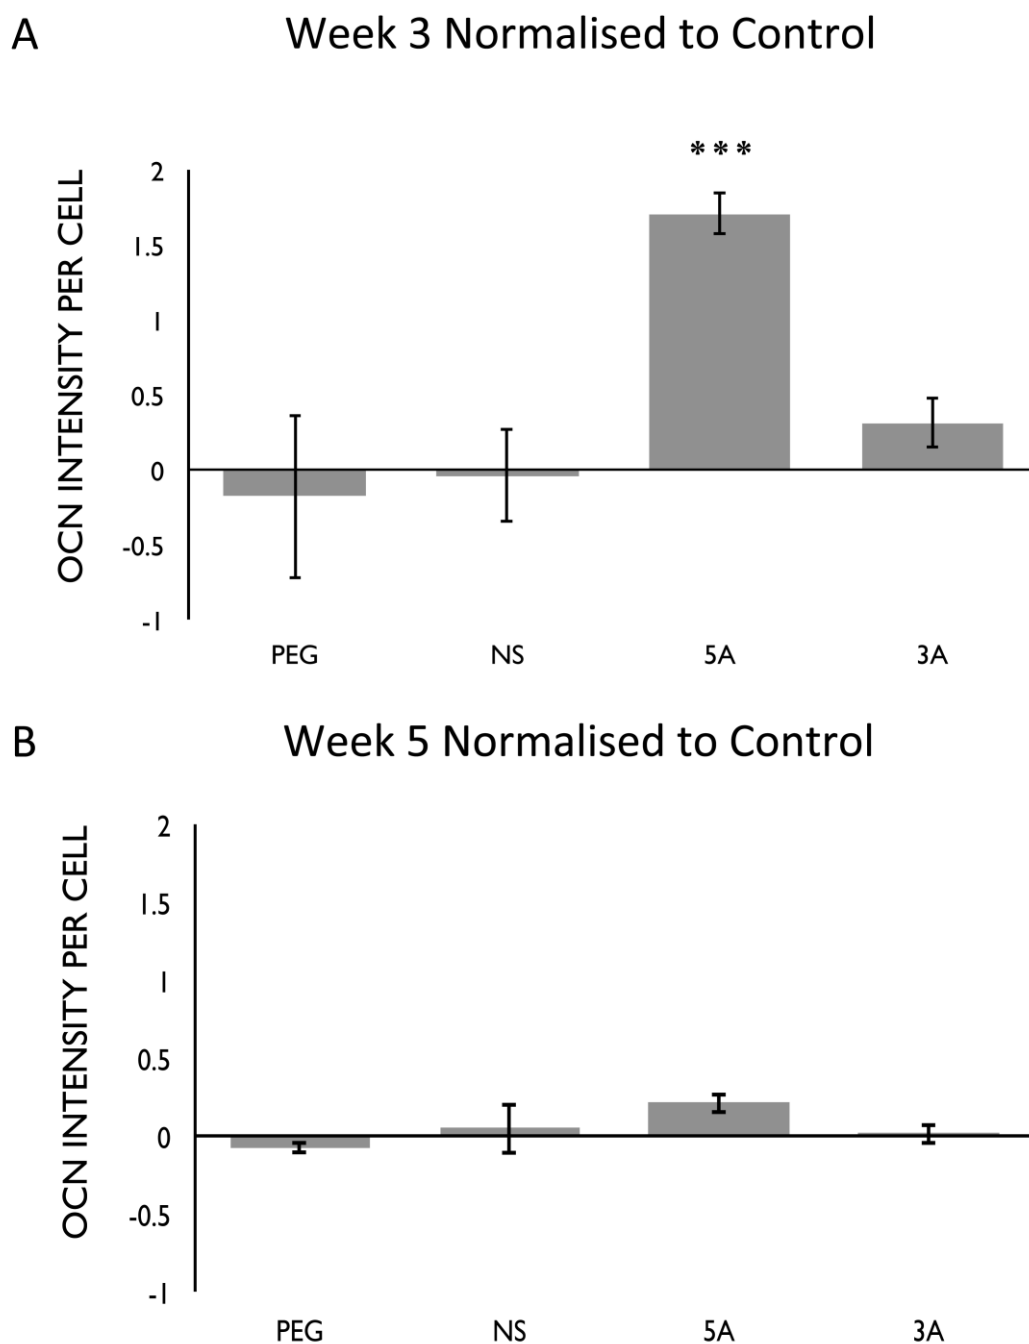 A
Week 3 Normalised to Control
***
OCN INTENSITY PER CELL
2
1.5
1
0.5
0
-0.5
-1
PEG NS 5A 3A
B
Week 5 Normalised to Control
OCN INTENSITY PER CELL
2
1.5
1
0.5
0
-0.5
-1
PEG NS 5A 3A